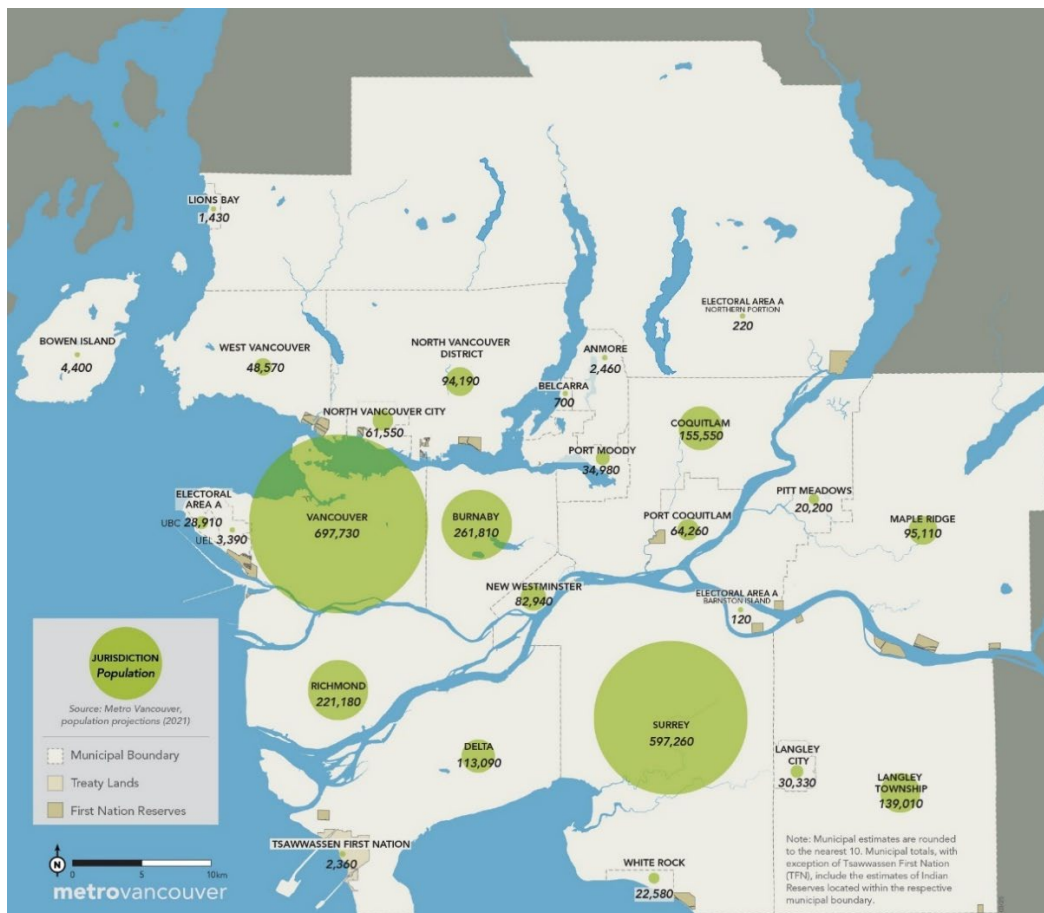 LIONS BAY
1,430
ELECTORAL AREA A
NORTHERN PORTION
220
BOWEN ISLAND
4,400
WEST VANCOUVER
48,570
NORTH VANCOUVER
DISTRICT
94,190
ANMORE
2,460
BELCARRA
700
NORTH VANCOUVER CITY
61,550
COQUITLAM
155,550
PORT MOODY
34,980
ELECTORAL
AREA A
UBC 28,910
UEL 3,390
VANCOUVER
697,730
BURNABY
261,810
PORT COQUITLAM
64,260
PITT MEADOWS
20,200
MAPLE RIDGE
95,110
NEW WESTMINSTER
82,940
ELECTORAL AREA A
BARNSTON ISLAND
120
RICHMOND
221,180
DELTA
113,090
SURREY
597,260
LANGLEY
CITY
30,330
LANGLEY
TOWNSHIP
139,010
TSAWWASSEN FIRST NATION
2,360
WHITE ROCK
22,580
JURISDICTION
Population
Source: Metro Vancouver,
population projections (2021)
Municipal Boundary
Treaty Lands
First Nation Reserves
N
0 5 10km
metrovancouver
Note: Municipal estimates are rounded
to the nearest 10. Municipal totals, with
exception of Tsawwassen First Nation
(TFN), include the estimates of Indian
Reserves located within the respective
municipal boundary.